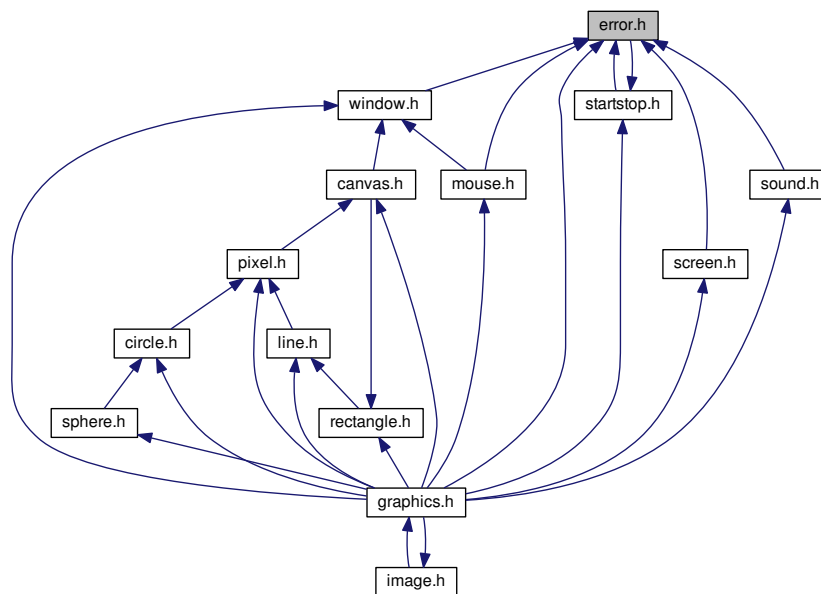 error.h
window.h
startstop.h
canvas.h
mouse.h
sound.h
pixel.h
screen.h
circle.h
line.h
sphere.h
rectangle.h
graphics.h
image.h